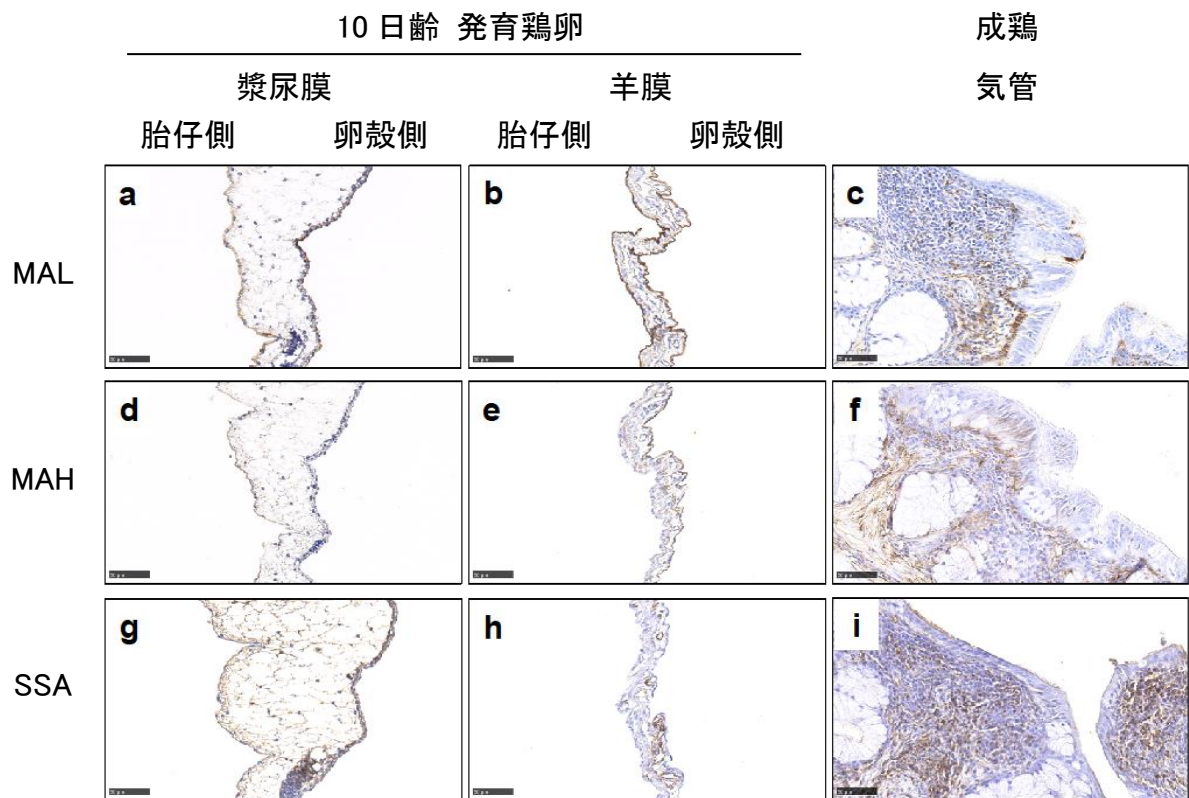 10 日齢 発育鶏卵 成鶏
漿尿膜 羊膜 気管
胎仔側 卵殻側 胎仔側 卵殻側
MAL a b c
MAH d e f
SSA g h i